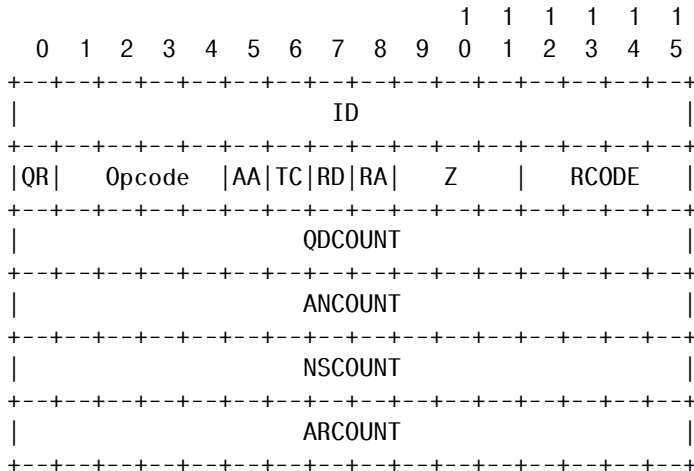 1  1  1  1  1  1
  0  1  2  3  4  5  6  7  8  9  0  1  2  3  4  5
+--+--+--+--+--+--+--+--+--+--+--+--+--+--+--+--+
|                      ID                       |
+--+--+--+--+--+--+--+--+--+--+--+--+--+--+--+--+
|QR|   Opcode  |AA|TC|RD|RA|   Z    |   RCODE   |
+--+--+--+--+--+--+--+--+--+--+--+--+--+--+--+--+
|                    QDCOUNT                    |
+--+--+--+--+--+--+--+--+--+--+--+--+--+--+--+--+
|                    ANCOUNT                    |
+--+--+--+--+--+--+--+--+--+--+--+--+--+--+--+--+
|                    NSCOUNT                    |
+--+--+--+--+--+--+--+--+--+--+--+--+--+--+--+--+
|                    ARCOUNT                    |
+--+--+--+--+--+--+--+--+--+--+--+--+--+--+--+--+